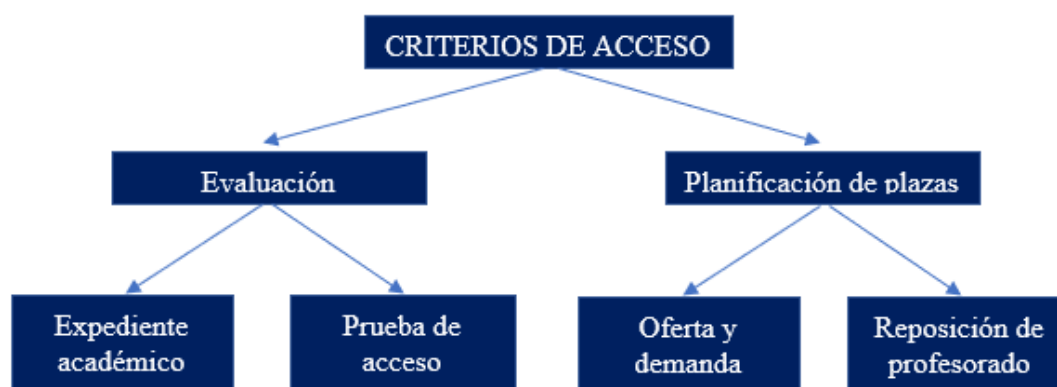 CRITERIOS DE ACCESO
Evaluación
Planificación de plazas
Expediente
académico
Prueba de
acceso
Oferta y
demanda
Reposición de
profesorado